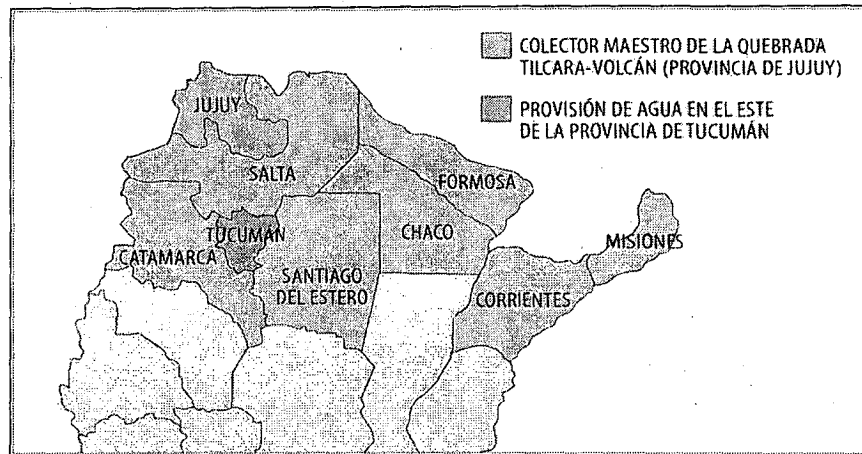 COLECTOR MAESTRO DE LA QUEBRADA
TILCARA-VOLCÁN (PROVINCIA DE JUJUY)
PROVISIÓN DE AGUA EN EL ESTE
DE LA PROVINCIA DE TUCUMÁN
JUJUY
SALTA
FORMOSA
TUCUMÁN
CHACO
MISIONES
CATAMARCA
SANTIAGO
DEL ESTERO
CORRIENTES